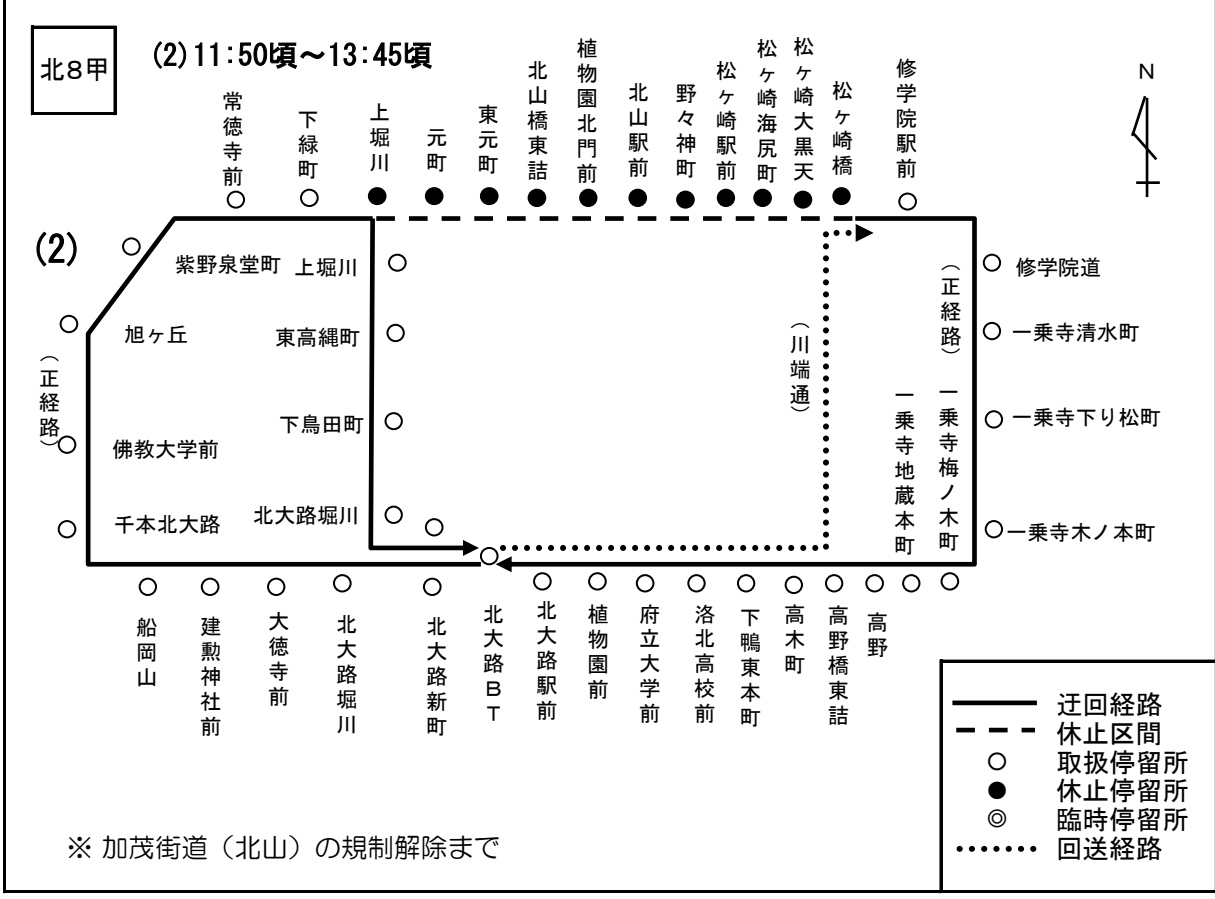 北8甲
(2)11:50頃～13:45頃
常徳寺前
下緑町
上堀川
元町
東元町
北山橋東詰
植物園北門前
北山駅前
野々神町
松ヶ崎駅前
松ヶ崎海尻町
松ヶ崎大黒天
松ヶ崎橋
修学院駅前
N
(2)
紫野泉堂町
上堀川
修学院道
旭ヶ丘
東高縄町
一乗寺清水町
（正経路）
（川端通）
（正経路）
下鳥田町
一乗寺下り松町
佛教大学前
千本北大路
北大路堀川
一乗寺地蔵本町
一乗寺梅ノ木町
一乗寺木ノ本町
船岡山
建勲神社前
大徳寺前
北大路堀川
北大路新町
北大路BT
北大路駅前
植物園前
府立大学前
洛北高校前
下鴨東本町
高木町
高野橋東詰
高野
迂回経路
休止区間
取扱停留所
休止停留所
臨時停留所
回送経路
※ 加茂街道（北山）の規制解除まで